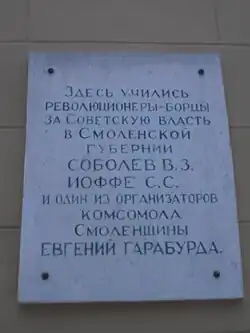 Здесь учились
революционеры-борцы
за Советскую власть
в Смоленской
губернии
Соболев В.З.
Иоффе С.С.
и один из организаторов
комсомола
Смоленщины
Евгений Гарабурда.